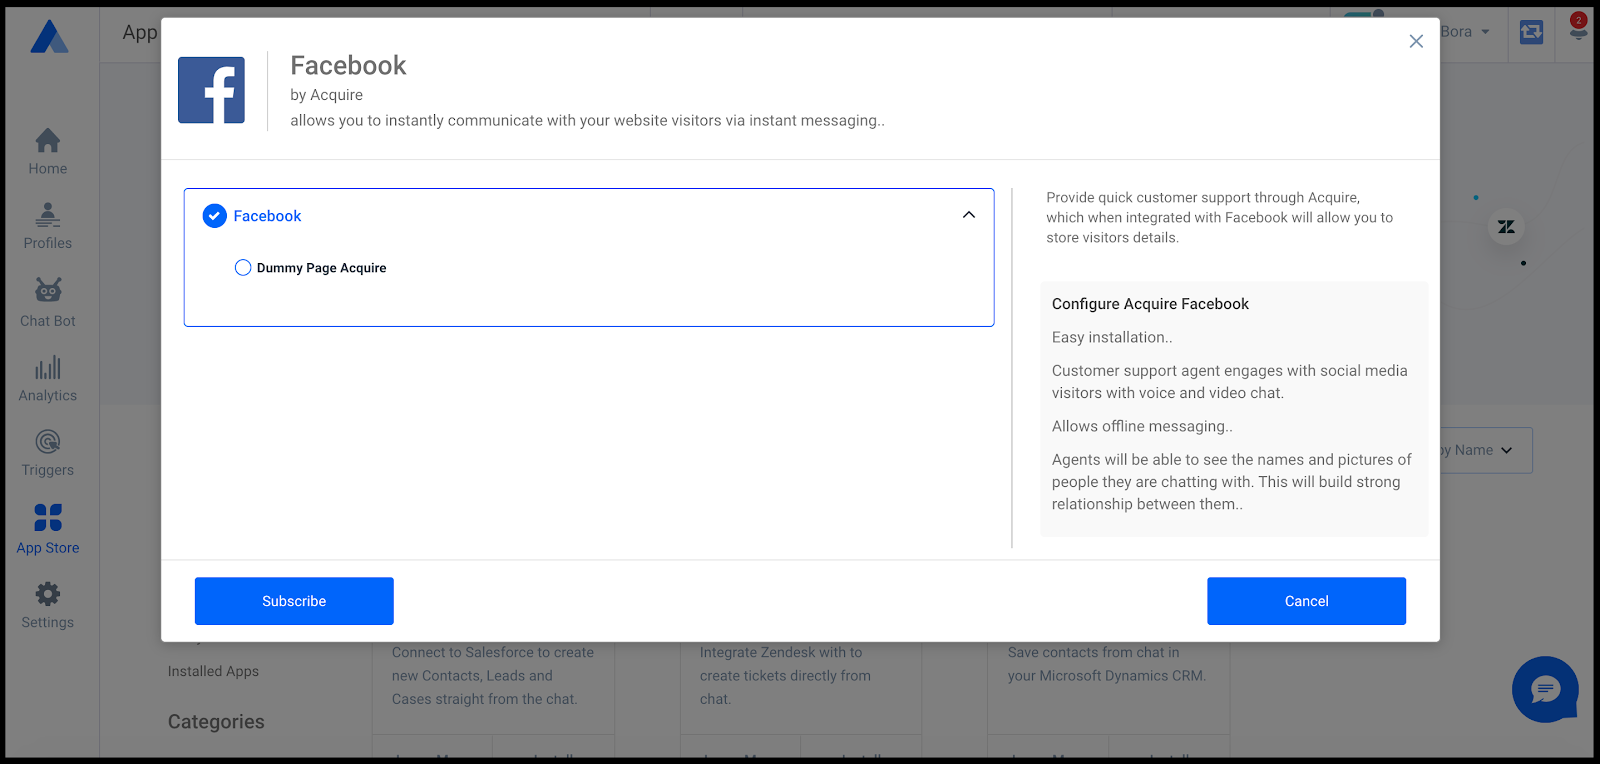 App
Bora
2
Home
Profiles
Chat Bot
Analytics
Triggers
App Store
Settings
Facebook
by Acquire
allows you to instantly communicate with your website visitors via instant messaging..
Facebook
Dummy Page Acquire
Provide quick customer support through Acquire,
which when integrated with Facebook will allow you to
store visitors details.
Configure Acquire Facebook
Easy installation..
Customer support agent engages with social media
visitors with voice and video chat.
Allows offline messaging..
Agents will be able to see the names and pictures of
people they are chatting with. This will build strong
relationship between them..
by Name
Subscribe
Cancel
Installed Apps
Categories
Connect to Salesforce to create
new Contacts, Leads and
Cases straight from the chat.
Integrate Zendesk with to
create tickets directly from
chat.
Save contacts from chat in
your Microsoft Dynamics CRM.